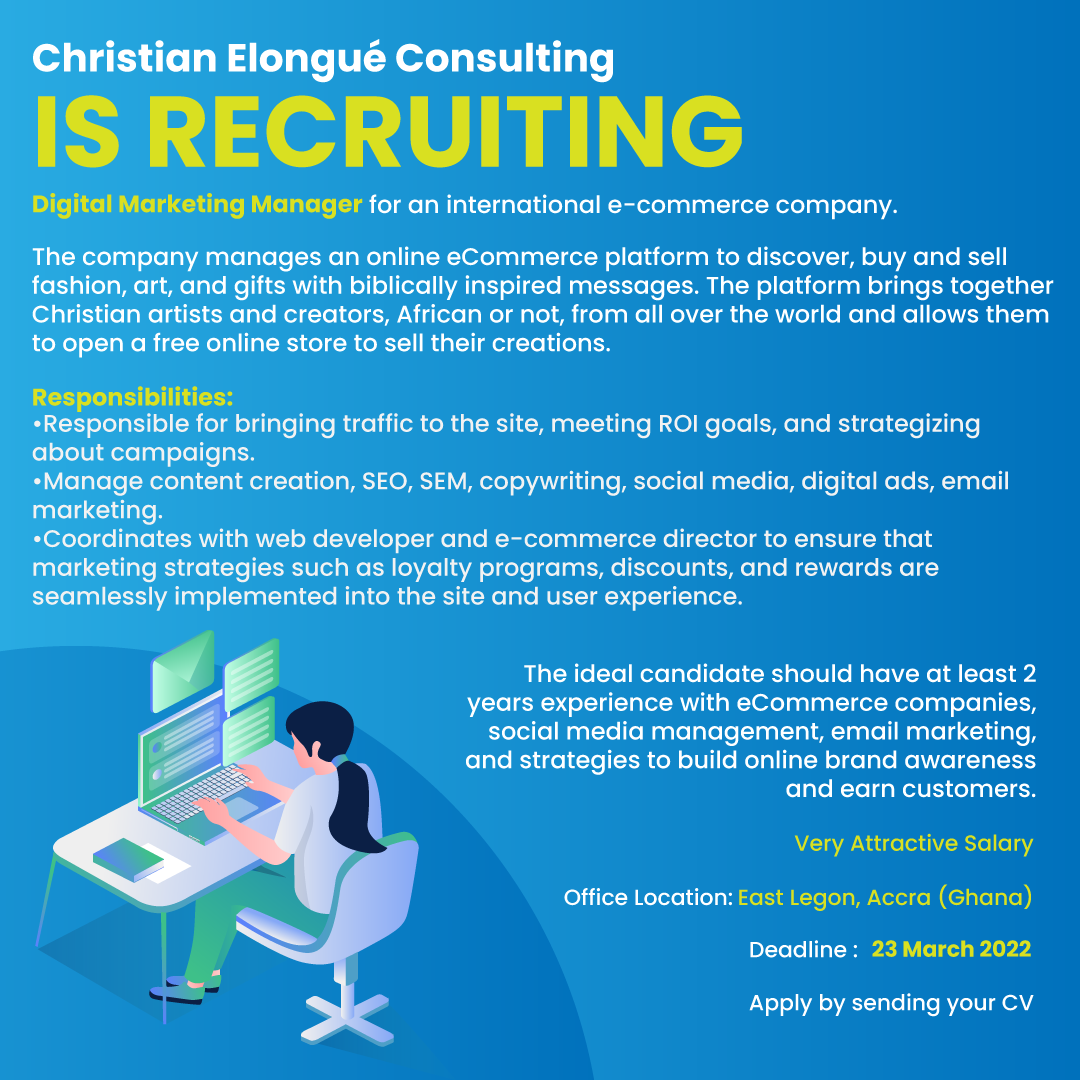 Christian Elongué Consulting
IS RECRUITING
Digital Marketing Manager for an international e-commerce company.
The company manages an online eCommerce platform to discover, buy and sell
fashion, art, and gifts with biblically inspired messages. The platform brings together
Christian artists and creators, African or not, from all over the world and allows them
to open a free online store to sell their creations.
Responsibilities:
•Responsible for bringing traffic to the site, meeting ROI goals, and strategizing
about campaigns.
•Manage content creation, SEO, SEM, copywriting, social media, digital ads, email
marketing.
•Coordinates with web developer and e-commerce director to ensure that
marketing strategies such as loyalty programs, discounts, and rewards are
seamlessly implemented into the site and user experience.
The ideal candidate should have at least 2
years experience with eCommerce companies,
social media management, email marketing,
and strategies to build online brand awareness
and earn customers.
Very Attractive Salary
Office Location: East Legon, Accra (Ghana)
Deadline : 23 March 2022
Apply by sending your CV